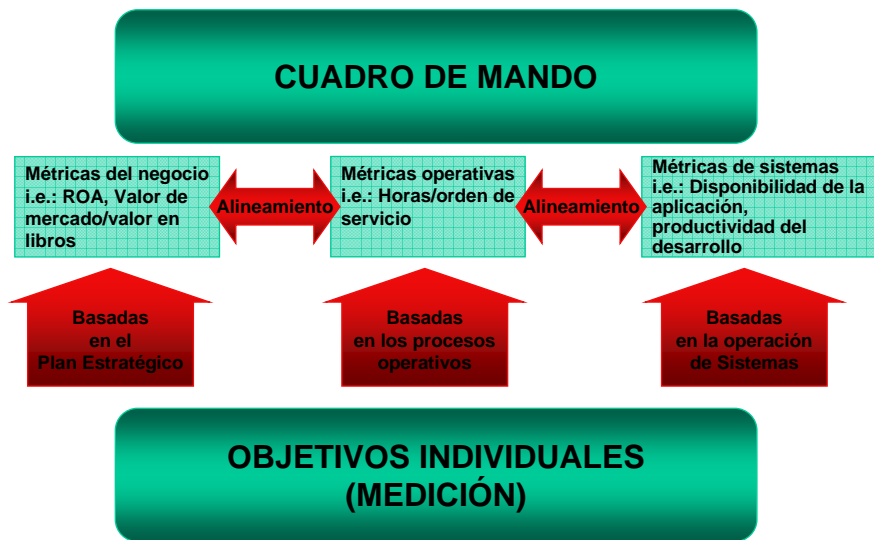 CUADRO DE MANDO
Métricas del negocio
i.e.: ROA, Valor de
mercado/valor en
libros
Alineamiento
Métricas operativas
i.e.: Horas/orden de
servicio
Alineamiento
Métricas de sistemas
i.e.: Disponibilidad de la
aplicación,
productividad del
desarrollo
Basadas
en el
Plan Estratégico
Basadas
en los procesos
operativos
Basadas
en la operación
de Sistemas
OBJETIVOS INDIVIDUALES
(MEDICIÓN)